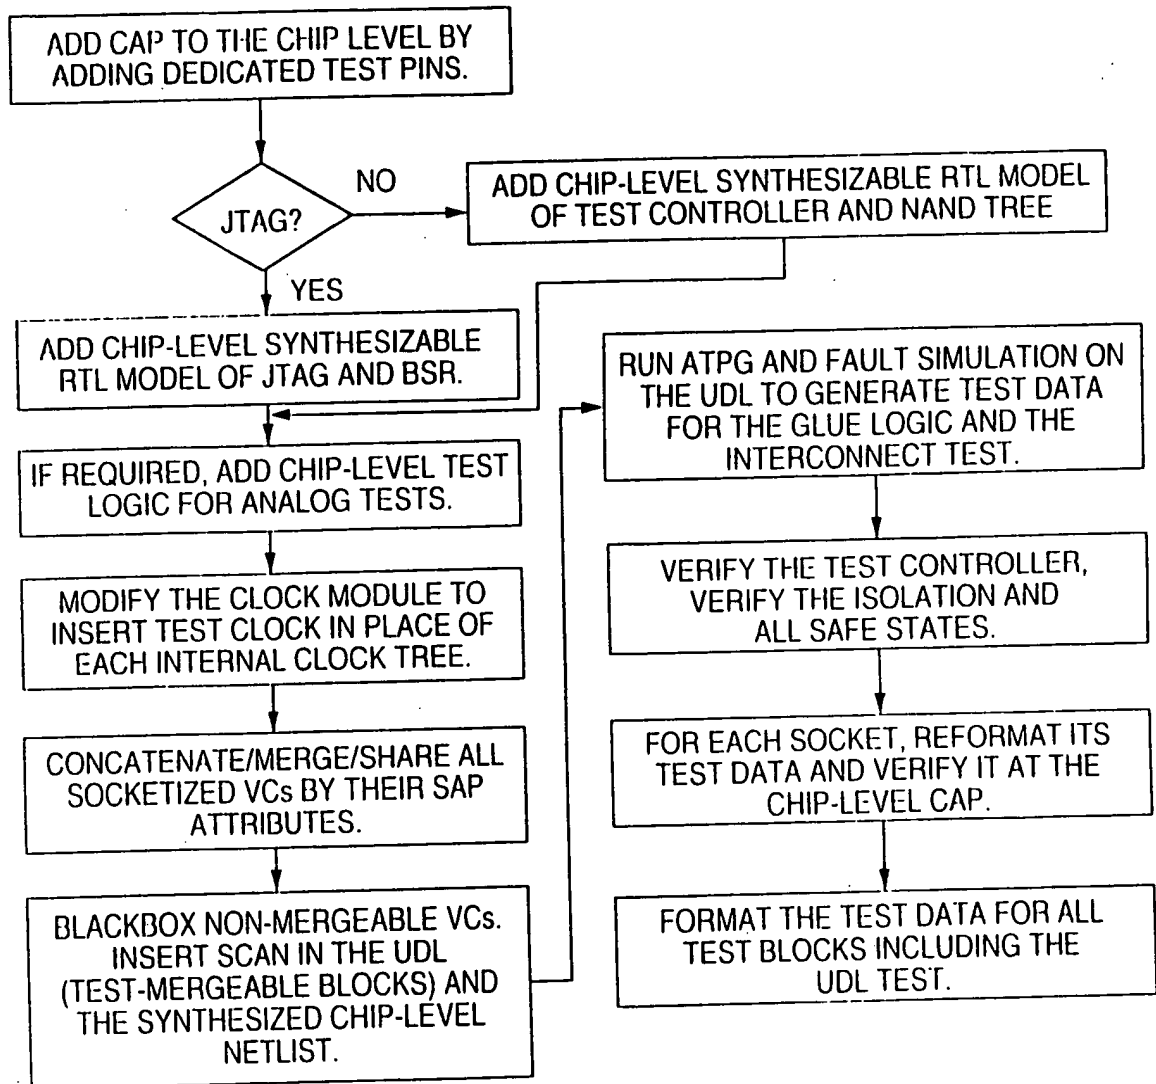 ADD CAP TO THE CHIP LEVEL BY
ADDING DEDICATED TEST PINS.
JTAG?
NO
ADD CHIP-LEVEL SYNTHESIZABLE RTL MODEL
OF TEST CONTROLLER AND NAND TREE
YES
ADD CHIP-LEVEL SYNTHESIZABLE
RTL MODEL OF JTAG AND BSR.
IF REQUIRED, ADD CHIP-LEVEL TEST
LOGIC FOR ANALOG TESTS.
MODIFY THE CLOCK MODULE TO
INSERT TEST CLOCK IN PLACE OF
EACH INTERNAL CLOCK TREE.
CONCATENATE/MERGE/SHARE ALL
SOCKETIZED VCs BY THEIR SAP
ATTRIBUTES.
BLACKBOX NON-MERGEABLE VCs.
INSERT SCAN IN THE UDL
(TEST-MERGEABLE BLOCKS) AND
THE SYNTHESIZED CHIP-LEVEL
NETLIST.
RUN ATPG AND FAULT SIMULATION ON
THE UDL TO GENERATE TEST DATA
FOR THE GLUE LOGIC AND THE
INTERCONNECT TEST.
VERIFY THE TEST CONTROLLER,
VERIFY THE ISOLATION AND
ALL SAFE STATES.
FOR EACH SOCKET, REFORMAT ITS
TEST DATA AND VERIFY IT AT THE
CHIP-LEVEL CAP.
FORMAT THE TEST DATA FOR ALL
TEST BLOCKS INCLUDING THE
UDL TEST.